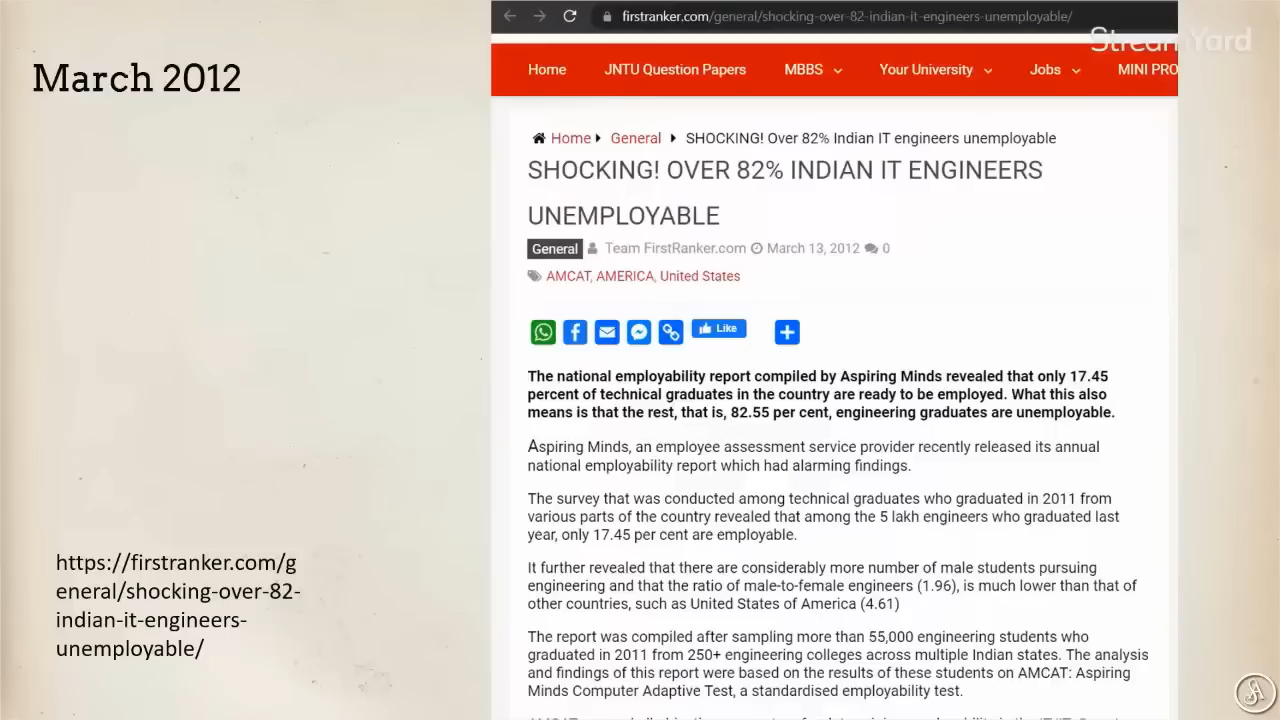 March 2012
https://firstranker.com/g
eneral/shocking-over-82-
indian-it-engineers-
unemployable/
firstranker.com/general/shocking-over-82-indian-it-engineers-unemployable/
StreamYard
Home JNTU Question Papers MBBS Your University Jobs MINI PRO
Home General SHOCKING! Over 82% Indian IT engineers unemployable
SHOCKING! OVER 82% INDIAN IT ENGINEERS
UNEMPLOYABLE
General Team FirstRanker.com March 13, 2012 0
AMCAT, AMERICA, United States
Like
The national employability report compiled by Aspiring Minds revealed that only 17.45
percent of technical graduates in the country are ready to be employed. What this also
means is that the rest, that is, 82.55 per cent, engineering graduates are unemployable.
Aspiring Minds, an employee assessment service provider recently released its annual
national employability report which had alarming findings.
The survey that was conducted among technical graduates who graduated in 2011 from
various parts of the country revealed that among the 5 lakh engineers who graduated last
year, only 17.45 per cent are employable.
It further revealed that there are considerably more number of male students pursuing
engineering and that the ratio of male-to-female engineers (1.96), is much lower than that of
other countries, such as United States of America (4.61)
The report was compiled after sampling more than 55,000 engineering students who
graduated in 2011 from 250+ engineering colleges across multiple Indian states. The analysis
and findings of this report were based on the results of these students on AMCAT: Aspiring
Minds Computer Adaptive Test, a standardised employability test.